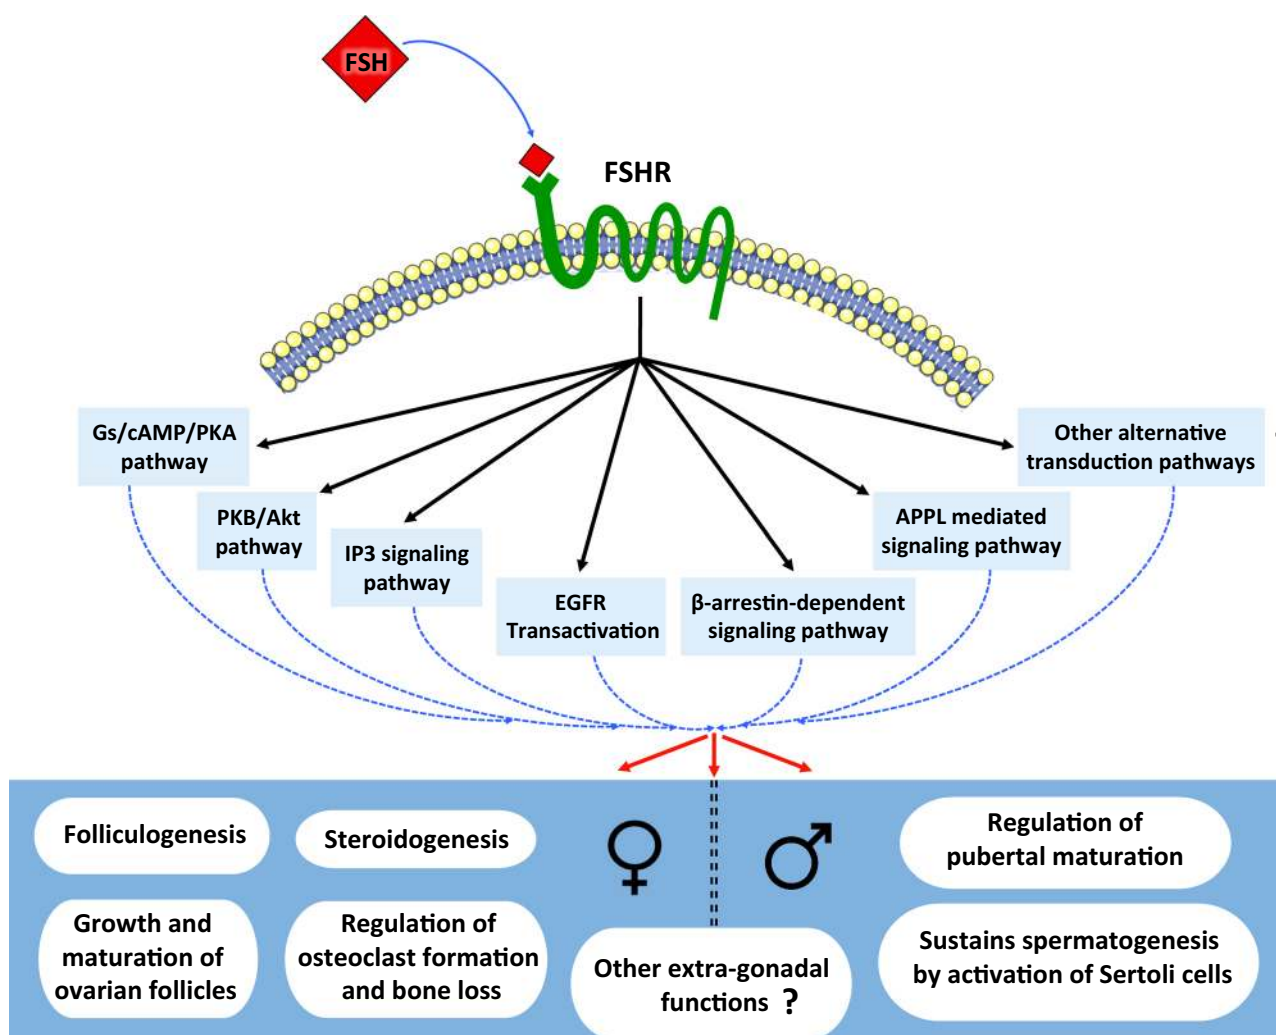 FSH
FSHR
Gs/cAMP/PKA
pathway
PKB/Akt
pathway
IP3 signaling
pathway
EGFR
Transactivation
β-arrestin-dependent
signaling pathway
APPL mediated
signaling pathway
Other alternative
transduction pathways
Folliculogenesis
Steroidogenesis
Growth and
maturation of
ovarian follicles
Regulation of
osteoclast formation
and bone loss
Other extra-gonadal
functions ?
Regulation of
pubertal maturation
Sustains spermatogenesis
by activation of Sertoli cells